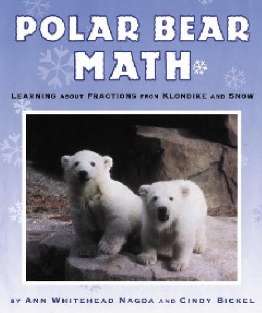 POLAR BEAR
MATH
LEARNING ABOUT FRACTIONS FROM KLONDIKE AND SNOW
BY ANN WHITEHEAD NAGDA AND CINDY BICKEL